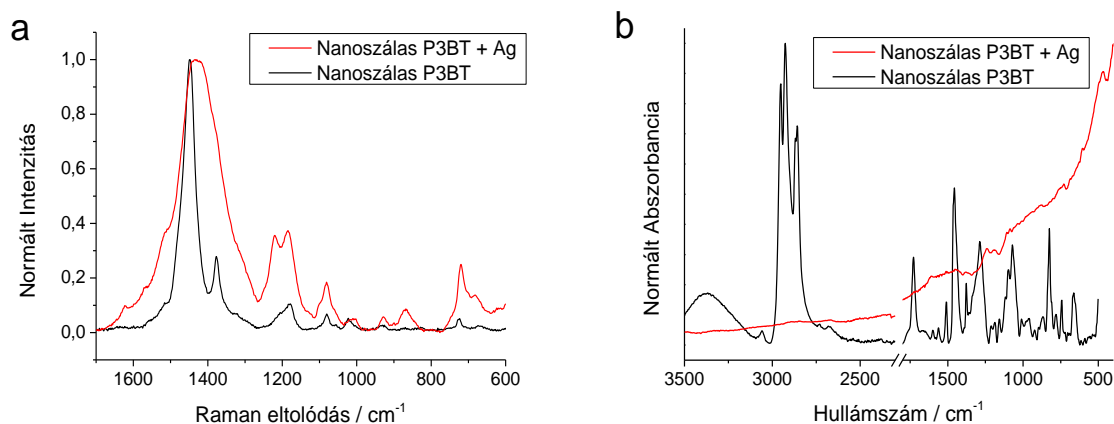 a
Nanoszálas P3BT + Ag
Nanoszálas P3BT
Normált Intenzitás
1,0
0,8
0,6
0,4
0,2
0,0
1600 1400 1200 1000 800 600
Raman eltolódás / cm-1
b
Nanoszálas P3BT + Ag
Nanoszálas P3BT
Normált Abszorbancia
3500 3000 2500 1500 1000 500
Hullámszám / cm-1